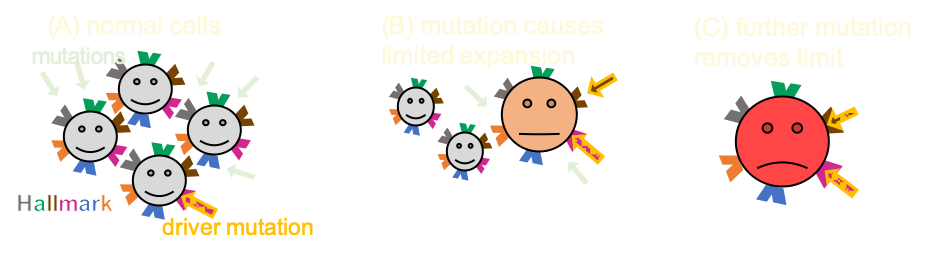 (A) normal cells
mutations
Hallmark
driver mutation
(B) mutation causes
limited expansion
(C) further mutation
removes limit